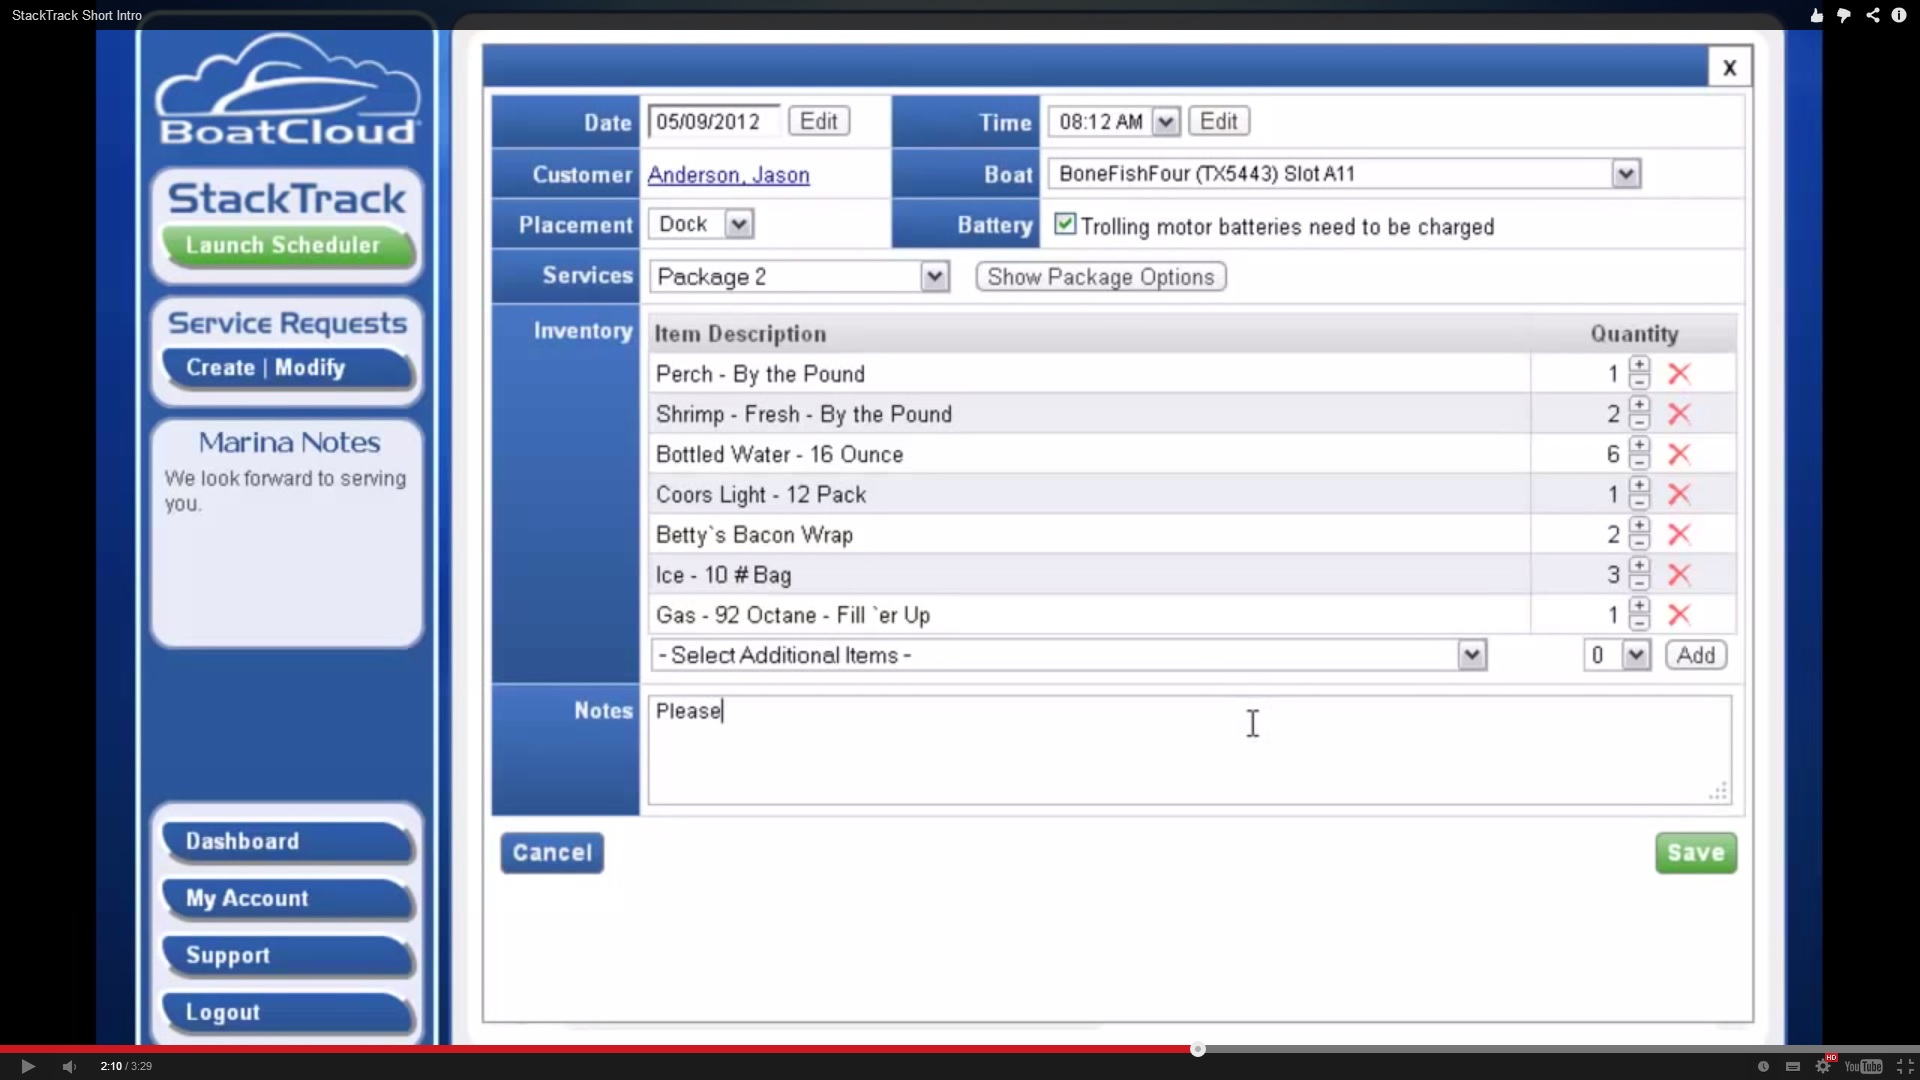 StackTrack Short Intro
BoatCloud
StackTrack
Launch Scheduler
Service Requests
Create | Modify
Marina Notes
We look forward to serving
you.
Dashboard
My Account
Support
Logout
X
Date 05/09/2012 Edit Time 08:12 AM Edit
Customer Anderson, Jason Boat BoneFishFour (TX5443) Slot A11
Placement Dock Battery Trolling motor batteries need to be charged
Services Package 2 Show Package Options
Inventory Item Description Quantity
Perch - By the Pound 1
Shrimp - Fresh - By the Pound 2
Bottled Water - 16 Ounce 6
Coors Light - 12 Pack 1
Betty`s Bacon Wrap 2
Ice - 10 # Bag 3
Gas - 92 Octane - Fill `er Up 1
- Select Additional Items - 0 Add
Notes Please
Cancel Save
2:10 / 3:29 HD YouTube